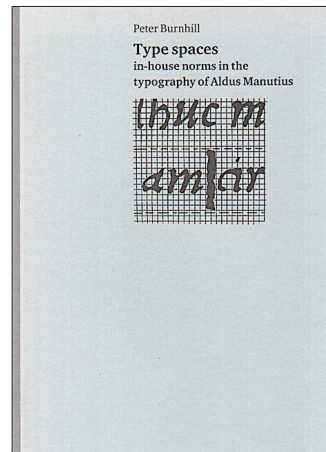 Peter Burnhill
Type spaces
in-house norms in the
typography of Aldus Manutius